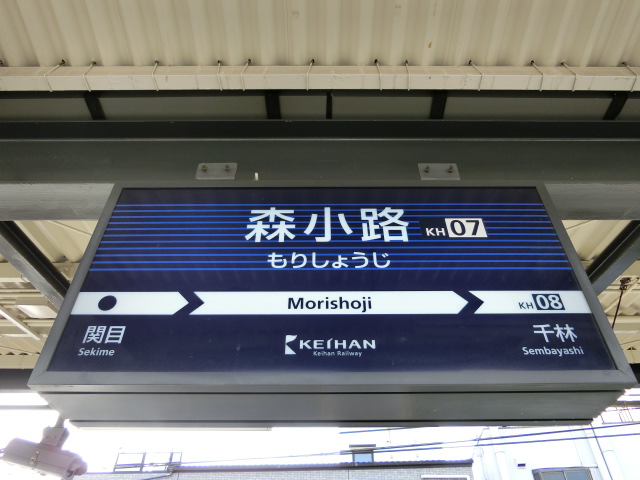 森小路 KH 07
もりしょうじ
Morishoji
KH 08
関目
Sekime
千林
Sembayashi
KEIHAN
Keihan Railway